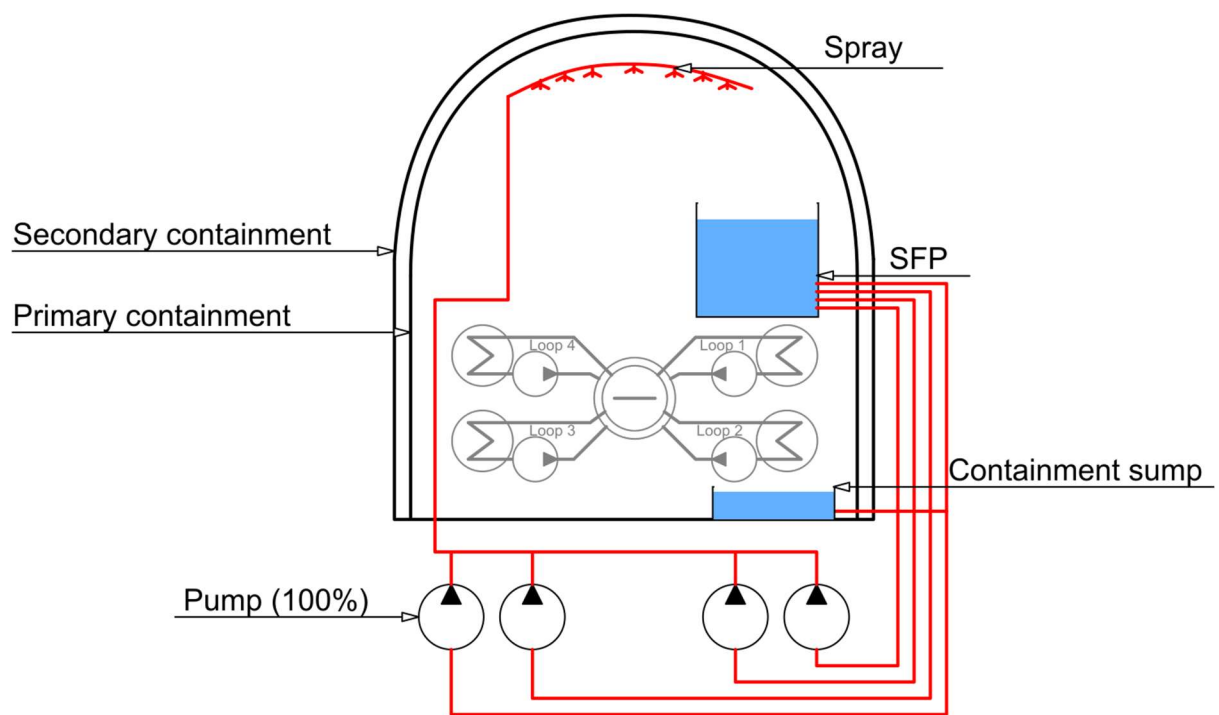 Spray
Secondary containment
SFP
Primary containment
Loop 4
Loop 1
Loop 3
Loop 2
Containment sump
Pump (100%)